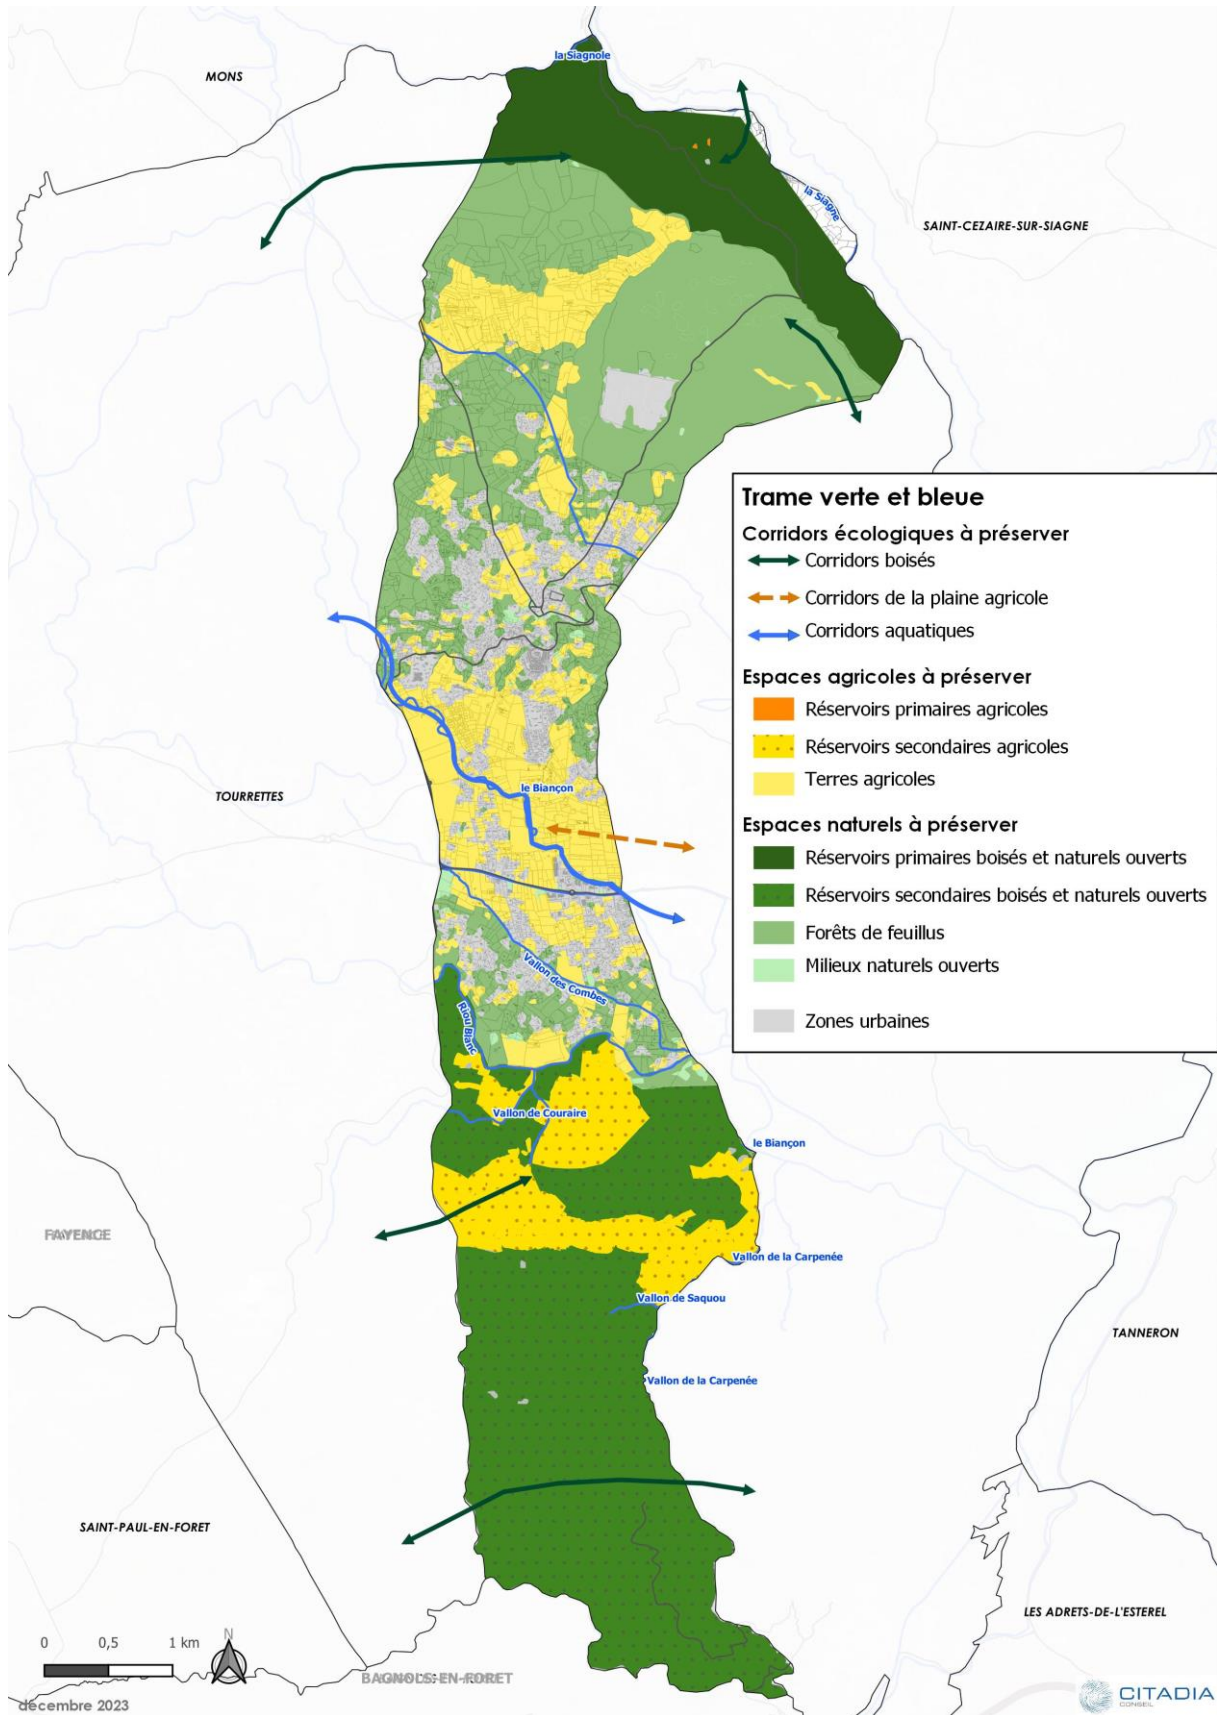 la Siagnole
MONS
la Siagne
SAINT-CEZAIRE-SUR-SIAGNE
Trame verte et bleue
Corridors écologiques à préserver
Corridors boisés
Corridors de la plaine agricole
Corridors aquatiques
Espaces agricoles à préserver
Réservoirs primaires agricoles
Réservoirs secondaires agricoles
Terres agricoles
Espaces naturels à préserver
Réservoirs primaires boisés et naturels ouverts
Réservoirs secondaires boisés et naturels ouverts
Forêts de feuillus
Milieux naturels ouverts
Zones urbaines
TOURRETTES
le Biançon
Vallon des Combes
Riou Blanc
Vallon de Couraire
le Biançon
FAYENCE
Vallon de la Carpenée
Vallon de Saquou
TANNERON
Vallon de la Carpenée
SAINT-PAUL-EN-FORET
LES ADRETS-DE-L'ESTEREL
0 0,5 1 km
N
BAGNOLS-EN-FORET
décembre 2023
CITADIA
CONSEIL